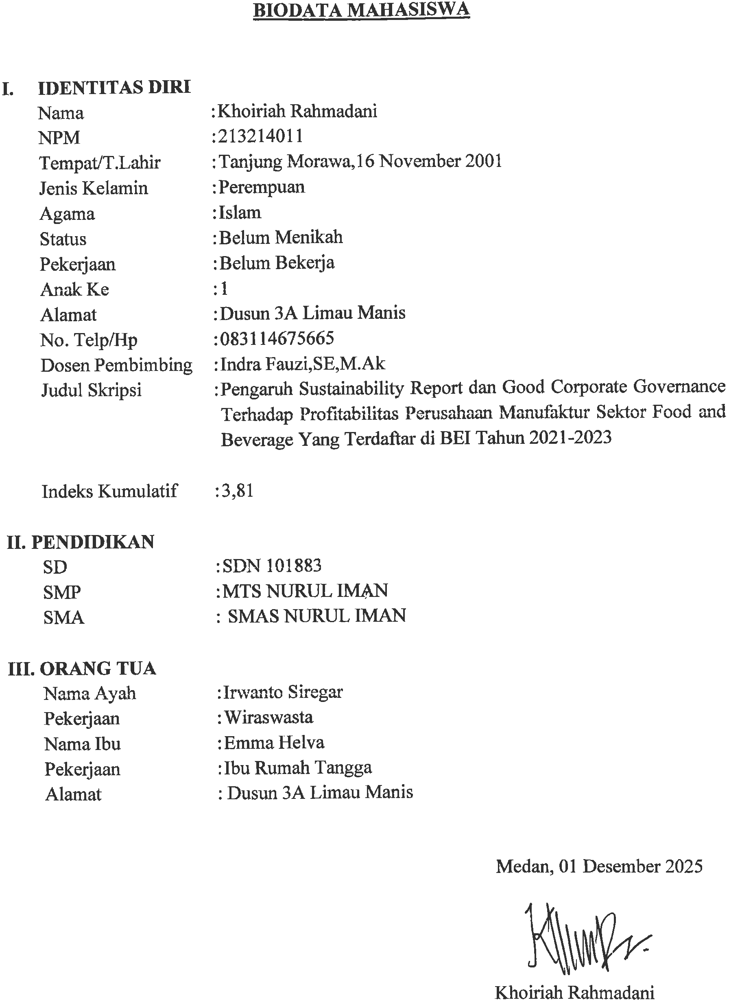 BIODATA MAHASISWA
I. IDENTITAS DIRI
Nama :Khoiriah Rahmadani
NPM :213214011
Tempat/T.Lahir :Tanjung Morawa,16 November 2001
Jenis Kelamin :Perempuan
Agama :Islam
Status :Belum Menikah
Pekerjaan :Belum Bekerja
Anak Ke :1
Alamat :Dusun 3A Limau Manis
No. Telp/Hp :083114675665
Dosen Pembimbing :Indra Fauzi,SE,M.Ak
Judul Skripsi :Pengaruh Sustainability Report dan Good Corporate Governance
Terhadap Profitabilitas Perusahaan Manufaktur Sektor Food and
Beverage Yang Terdaftar di BEI Tahun 2021-2023
Indeks Kumulatif :3,81
II. PENDIDIKAN
SD :SDN 101883
SMP :MTS NURUL IMAN
SMA : SMAS NURUL IMAN
III. ORANG TUA
Nama Ayah :Irwanto Siregar
Pekerjaan :Wiraswasta
Nama Ibu :Emma Helva
Pekerjaan :Ibu Rumah Tangga
Alamat : Dusun 3A Limau Manis
Medan, 01 Desember 2025
Khoiriah Rahmadani